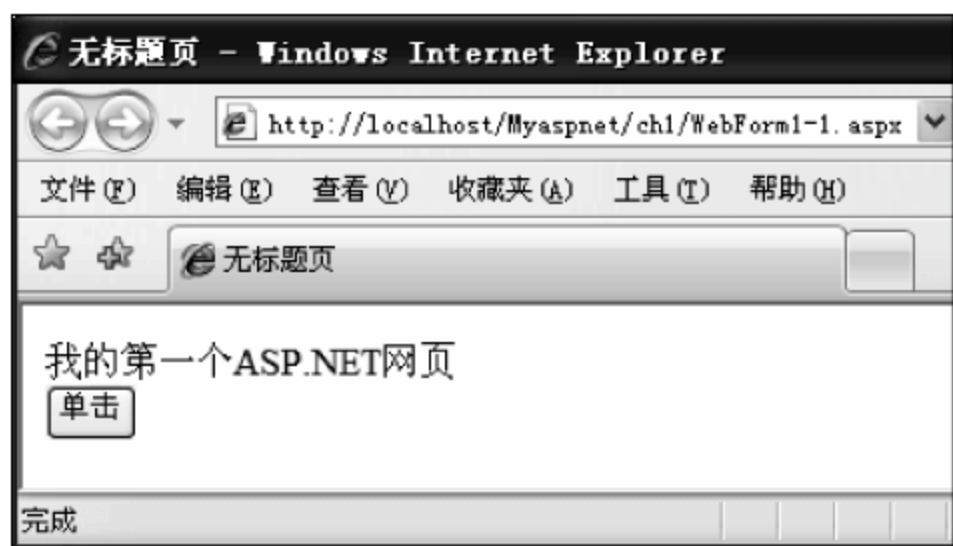 无标题页 - Windows Internet Explorer
http://localhost/Myaspnet/ch1/WebForm1-1.aspx
文件(F) 编辑(E) 查看(V) 收藏夹(A) 工具(T) 帮助(H)
无标题页
我的第一个ASP.NET网页
单击
完成